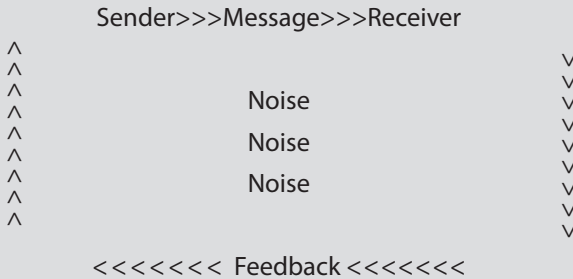 Sender>>>Message>>>Receiver
^ ^ ^ ^ ^ ^ ^ ^ ^
v v v v v v v v v
Noise
Noise
Noise
< < < < < < < Feedback < < < < < < <